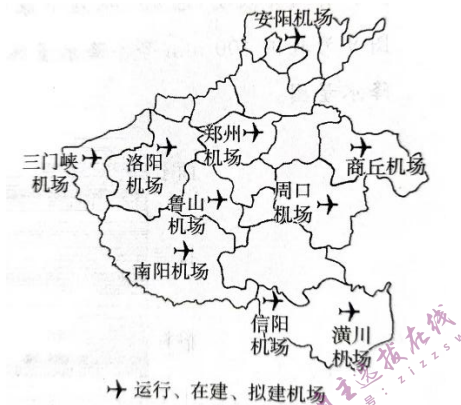 安阳机场
郑州
机场
三门峡
机场
洛阳
机场
商丘机场
鲁山
机场
周口
机场
南阳机场
信阳
机场
潢川
机场
运行、在建、拟建机场
zizzsw